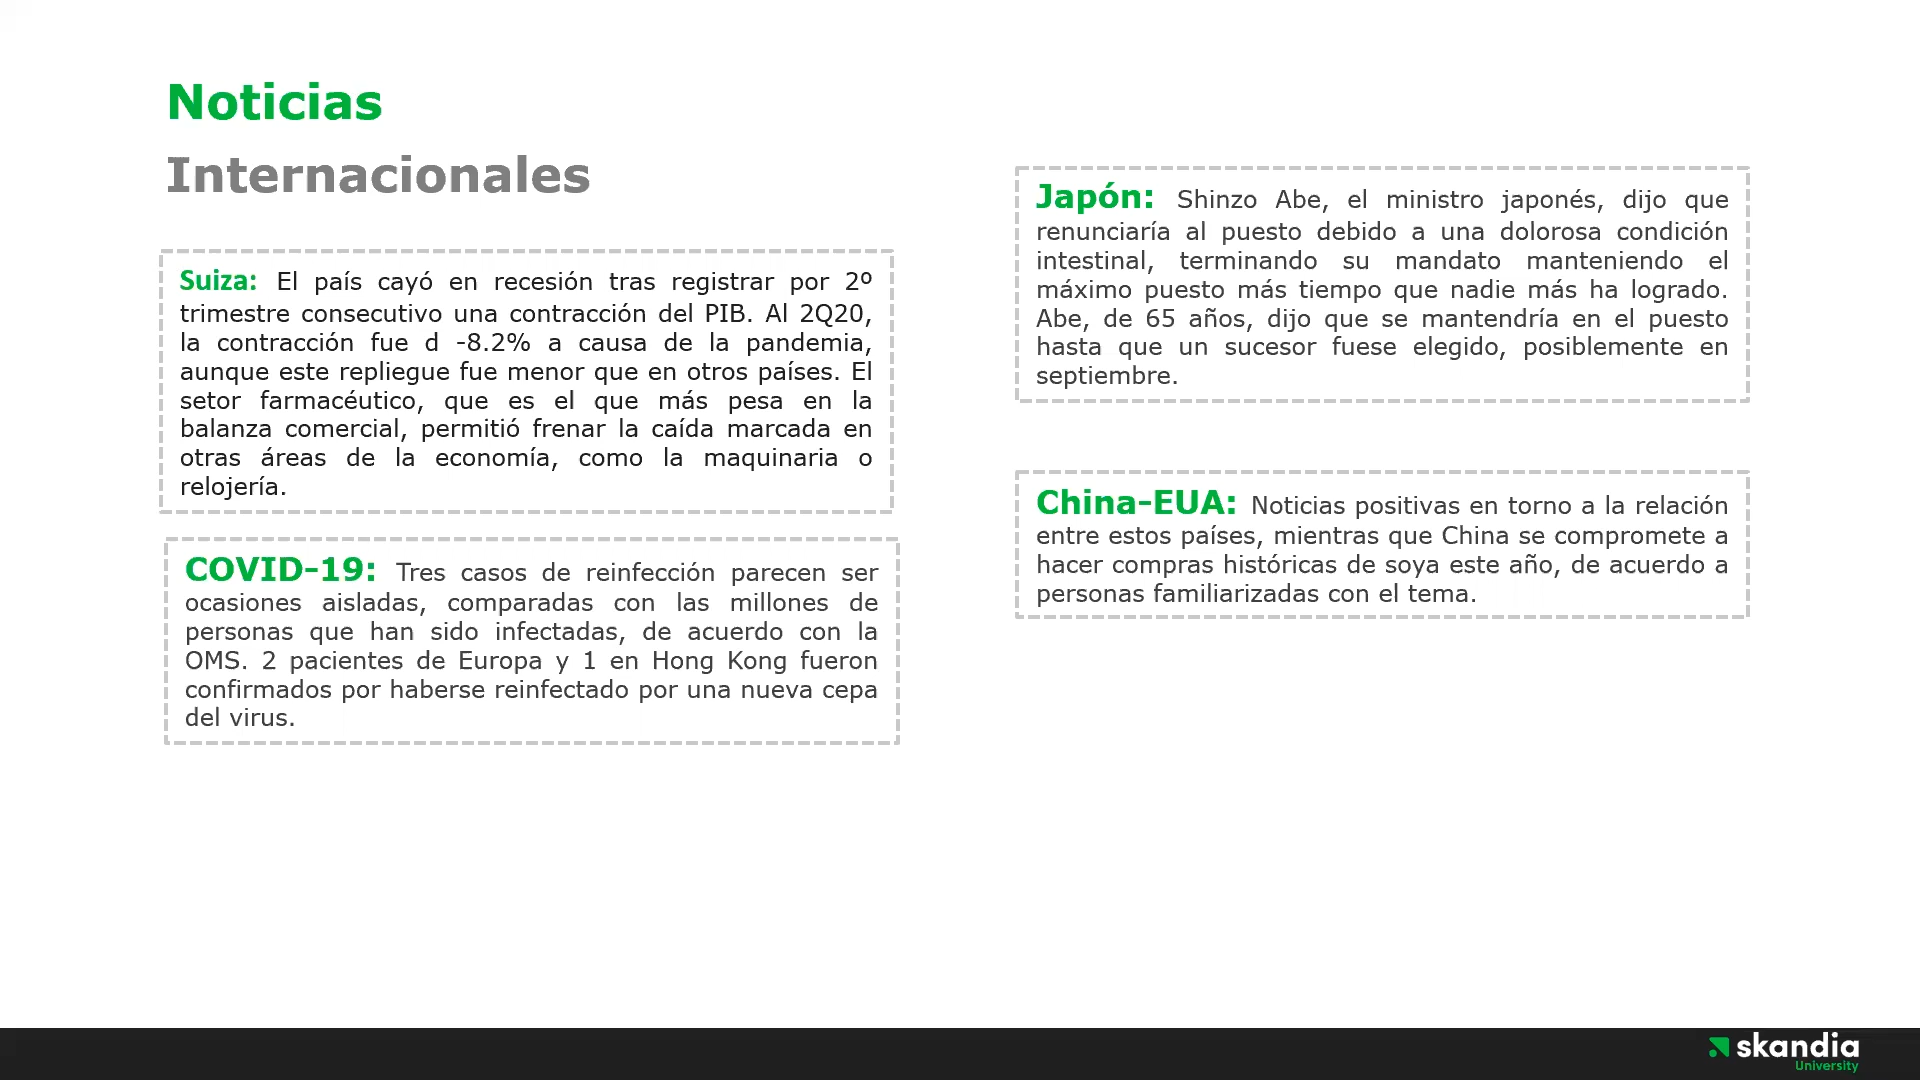 Noticias
Internacionales
Suiza: El país cayó en recesión tras registrar por 2º
trimestre consecutivo una contracción del PIB. Al 2Q20,
la contracción fue d -8.2% a causa de la pandemia,
aunque este repliegue fue menor que en otros países. El
setor farmacéutico, que es el que más pesa en la
balanza comercial, permitió frenar la caída marcada en
otras áreas de la economía, como la maquinaria o
relojería.
COVID-19: Tres casos de reinfección parecen ser
ocasiones aisladas, comparadas con las millones de
personas que han sido infectadas, de acuerdo con la
OMS. 2 pacientes de Europa y 1 en Hong Kong fueron
confirmados por haberse reinfectado por una nueva cepa
del virus.
Japón: Shinzo Abe, el ministro japonés, dijo que
renunciaría al puesto debido a una dolorosa condición
intestinal, terminando su mandato manteniendo el
máximo puesto más tiempo que nadie más ha logrado.
Abe, de 65 años, dijo que se mantendría en el puesto
hasta que un sucesor fuese elegido, posiblemente en
septiembre.
China-EUA: Noticias positivas en torno a la relación
entre estos países, mientras que China se compromete a
hacer compras históricas de soya este año, de acuerdo a
personas familiarizadas con el tema.
skandia
University